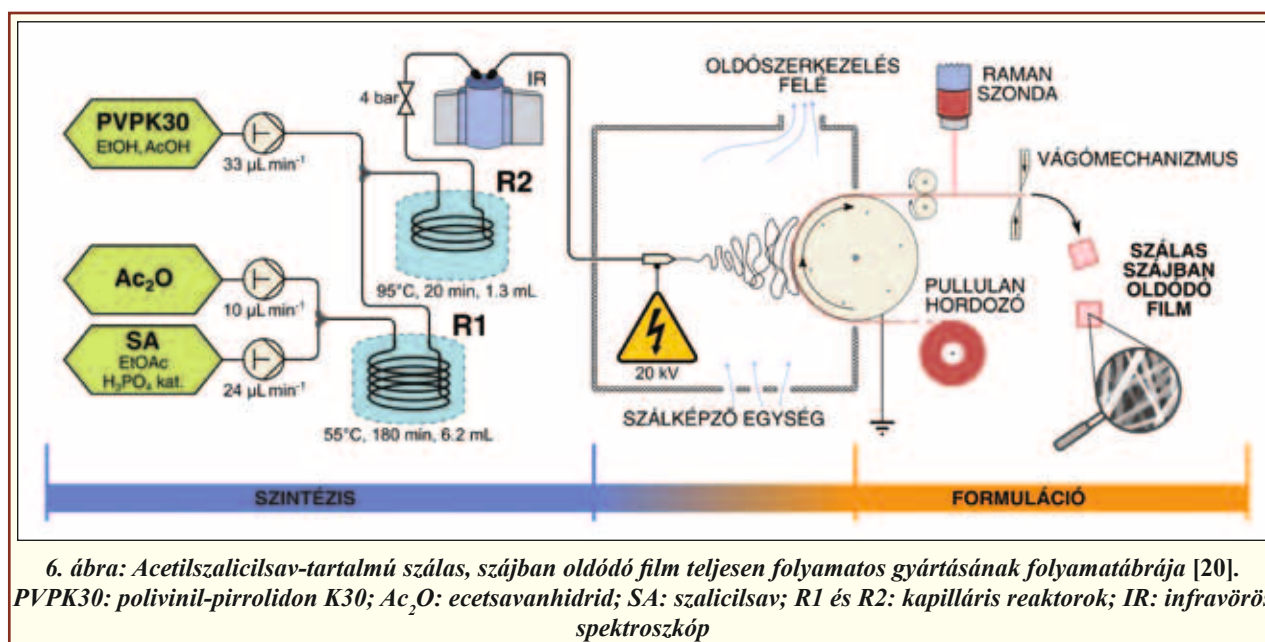 PVPK30
EtOH, AcOH
33 µL min⁻¹
Ac₂O
10 µL min⁻¹
SA
EtOAc
H₃PO₄ kat.
24 µL min⁻¹
4 bar
IR
R2
95°C, 20 min, 1.3 mL
R1
55°C, 180 min, 6.2 mL
OLDÓSZERKEZELÉS
FELÉ
20 kV
SZÁLKÉPZŐ EGYSÉG
RAMAN
SZONDA
VÁGÓMECHANIZMUS
PULLULAN
HORDOZÓ
SZÁLAS
SZÁJBAN
OLDÓDÓ
FILM
SZINTÉZIS
FORMULÁCIÓ
6. ábra: Acetilszalicilsav-tartalmú szálas, szájban oldódó film teljesen folyamatos gyártásának folyamatábrája [20].
PVPK30: polivinil-pirrolidon K30; Ac₂O: ecetsavanhidrid; SA: szalicilsav; R1 és R2: kapilláris reaktorok; IR: infravörös
spektroszkóp